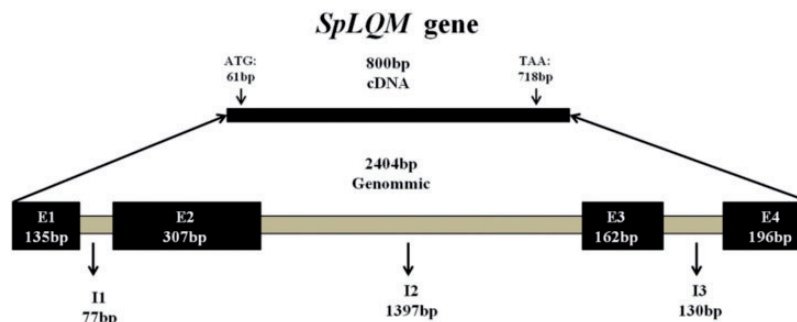 SpLQM gene
ATG:
61bp
800bp
cDNA
TAA:
718bp
2404bp
Genommic
E1
135bp
E2
307bp
E3
162bp
E4
196bp
I1
77bp
I2
1397bp
I3
130bp